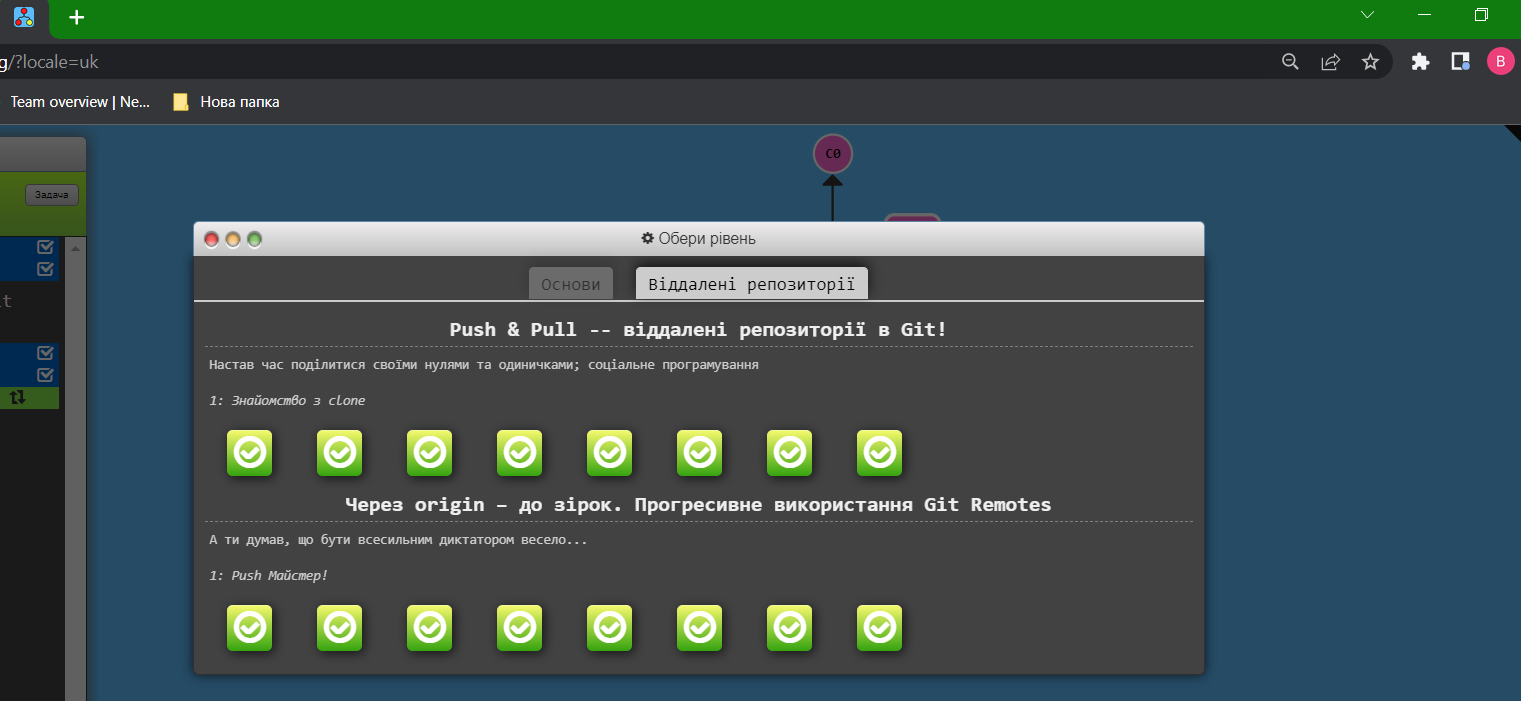 g/?locale=uk
B
Team overview | Ne...
Нова папка
C0
Задача
it
Обери рівень
Основи
Віддалені репозиторії
Push & Pull -- віддалені репозиторії в Git!
Настав час поділитися своїми нулями та одиничками; соціальне програмування
1: Знайомство з clone
Через origin – до зірок. Прогресивне використання Git Remotes
А ти думав, що бути всесильним диктатором весело...
1: Push Майстер!